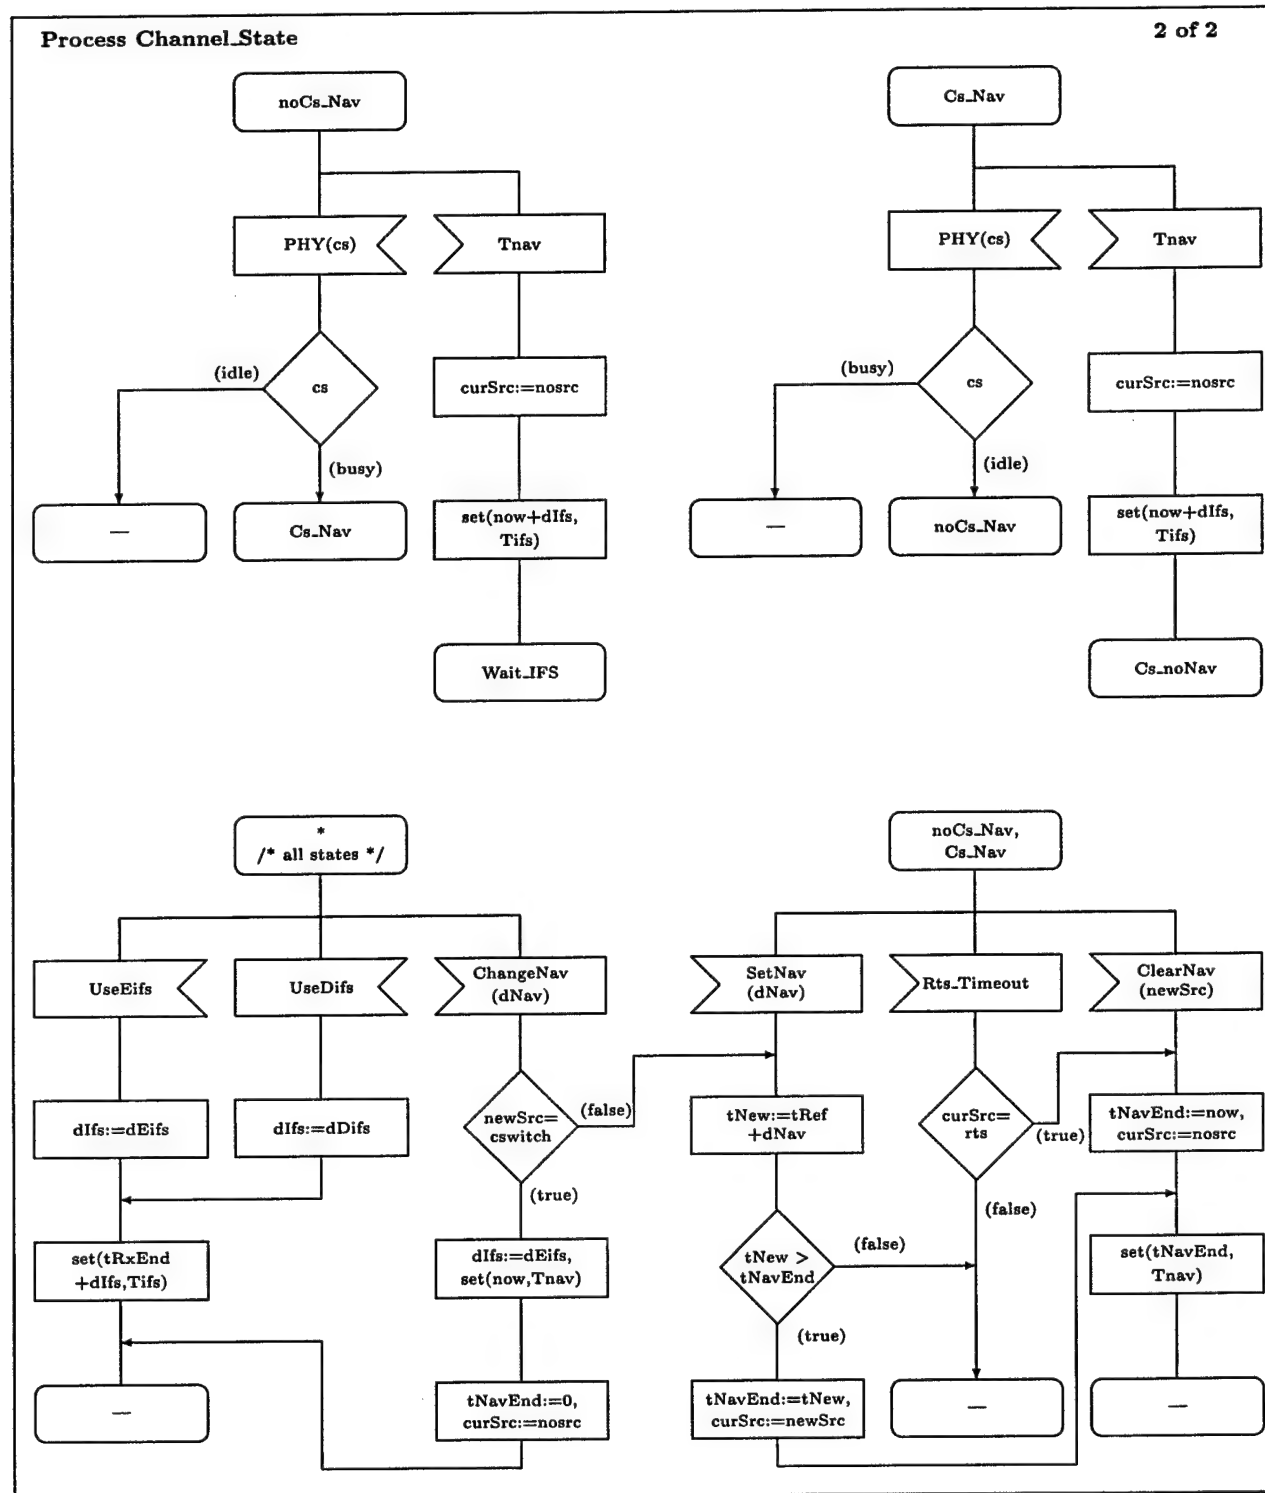 Process Channel_State
2 of 2
noCs_Nav
Cs_Nav
PHY(cs)
Tnav
PHY(cs)
Tnav
(idle)
cs
curSrc:=nosrc
(busy)
cs
curSrc:=nosrc
(busy)
(idle)
—
Cs_Nav
set(now+dIfs,
Tifs)
—
noCs_Nav
set(now+dIfs,
Tifs)
Wait_IFS
Cs_noNav
*
/* all states */
noCs_Nav,
Cs_Nav
UseEifs
UseDifs
ChangeNav
(dNav)
SetNav
(dNav)
Rts_Timeout
ClearNav
(newSrc)
dIfs:=dEifs
dIfs:=dDifs
newSrc=
cswitch
(false)
tNew:=tRef
+dNav
curSrc=
rts
(true)
tNavEnd:=now,
curSrc:=nosrc
(true)
(false)
set(tRxEnd
+dIfs,Tifs)
dIfs:=dEifs,
set(now,Tnav)
tNew >
tNavEnd
(false)
set(tNavEnd,
Tnav)
(true)
—
tNavEnd:=0,
curSrc:=nosrc
tNavEnd:=tNew,
curSrc:=newSrc
—
—